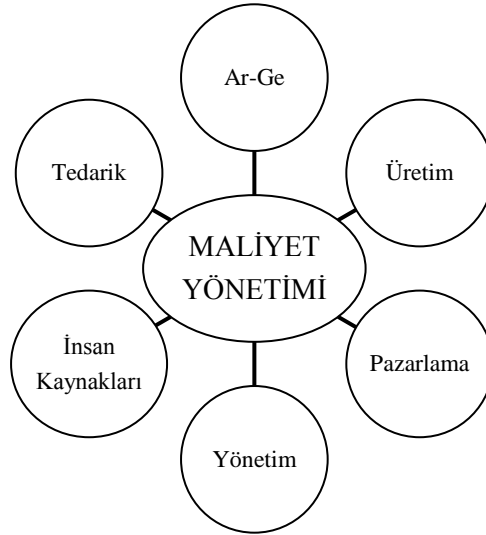 Ar-Ge
Tedarik
Üretim
MALİYET
YÖNETİMİ
İnsan
Kaynakları
Pazarlama
Yönetim